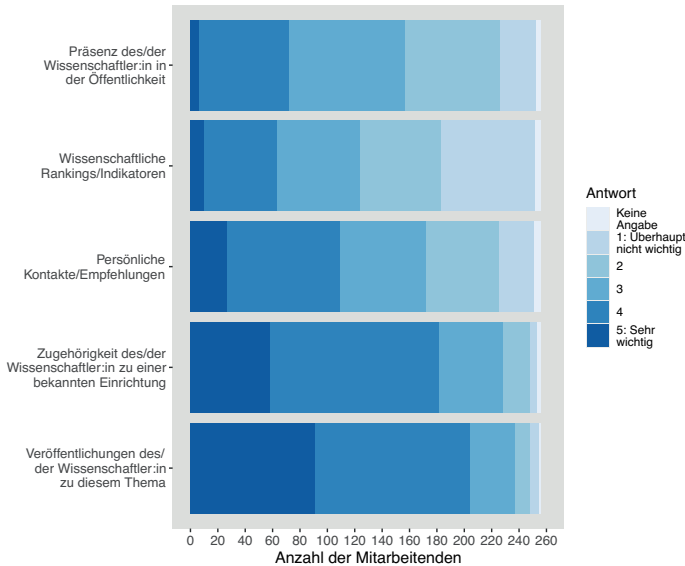 Präsenz des/der
Wissenschaftler:in in
der Öffentlichkeit
Wissenschaftliche
Rankings/Indikatoren
Persönliche
Kontakte/Empfehlungen
Zugehörigkeit des/der
Wissenschaftler:in zu einer
bekannten Einrichtung
Veröffentlichungen des/
der Wissenschaftler:in
zu diesem Thema
0 20 40 60 80 100 120 140 160 180 200 220 240 260
Anzahl der Mitarbeitenden
Antwort
Keine
Angabe
1: Überhaupt
nicht wichtig
2
3
4
5: Sehr
wichtig